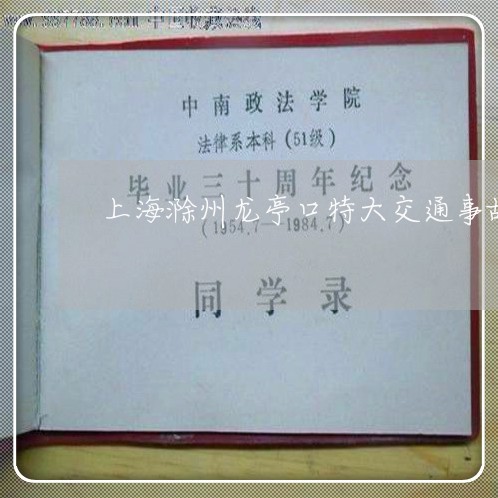 中南政法学院
法律系本科(51级)
毕业三十周年纪念
上海滁州龙亭口特大交通事故
(1954.7—1984.7)
同学录